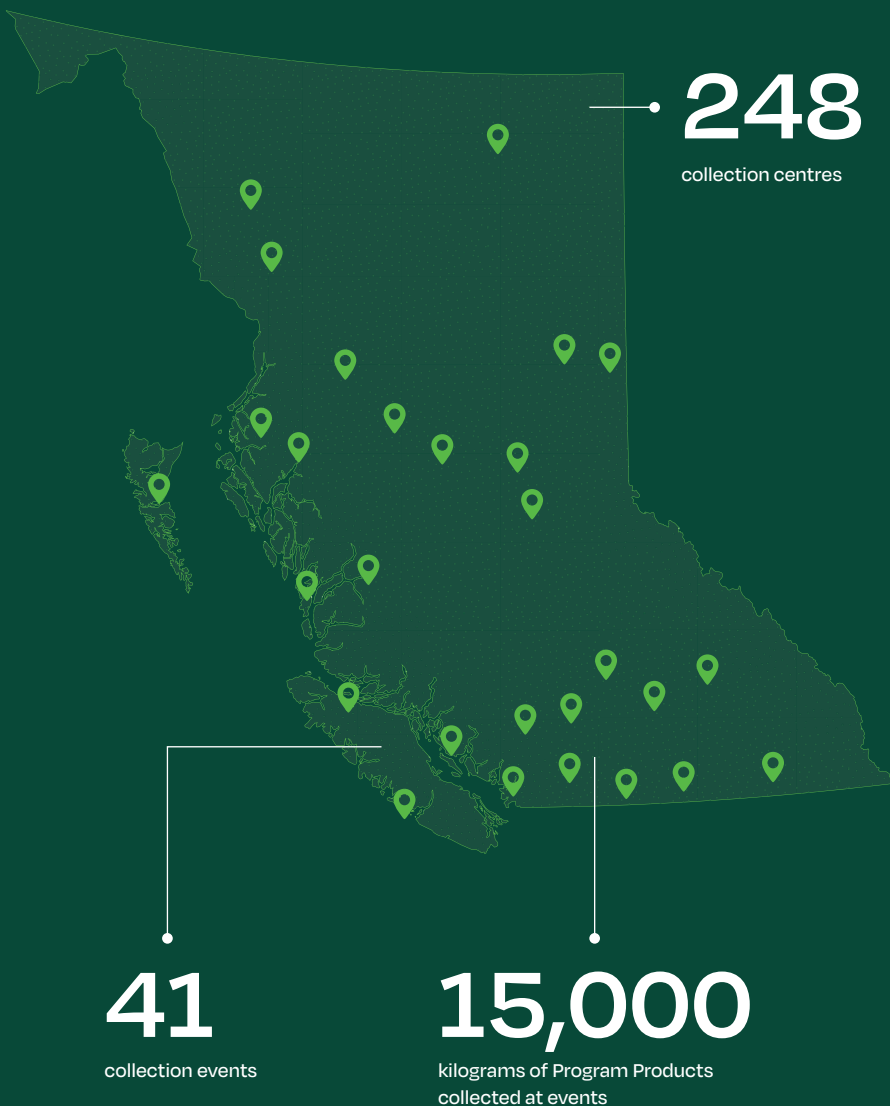 248
collection centres
41
collection events
15,000
kilograms of Program Products
collected at events